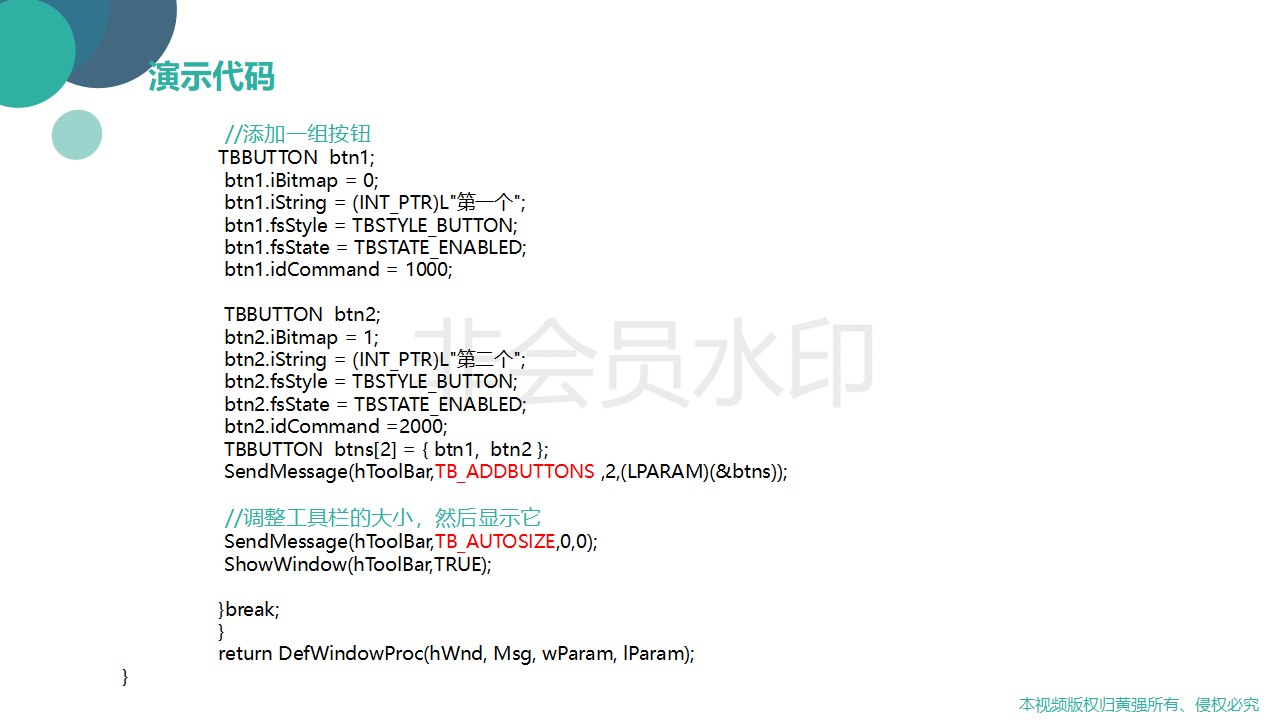 演示代码
//添加一组按钮
TBBUTTON  btn1;
btn1.iBitmap = 0;
btn1.iString = (INT_PTR)L"第一个";
btn1.fsStyle = TBSTYLE_BUTTON;
btn1.fsState = TBSTATE_ENABLED;
btn1.idCommand = 1000;
TBBUTTON  btn2;
btn2.iBitmap = 1;
btn2.iString = (INT_PTR)L"第二个";
btn2.fsStyle = TBSTYLE_BUTTON;
btn2.fsState = TBSTATE_ENABLED;
btn2.idCommand =2000;
TBBUTTON  btns[2] = { btn1,  btn2 };
SendMessage(hToolBar,TB_ADDBUTTONS ,2,(LPARAM)(&btns));
//调整工具栏的大小，然后显示它
SendMessage(hToolBar,TB_AUTOSIZE,0,0);
ShowWindow(hToolBar,TRUE);
}break;
}
return DefWindowProc(hWnd, Msg, wParam, lParam);
}
非会员水印
本视频版权归黄强所有、侵权必究